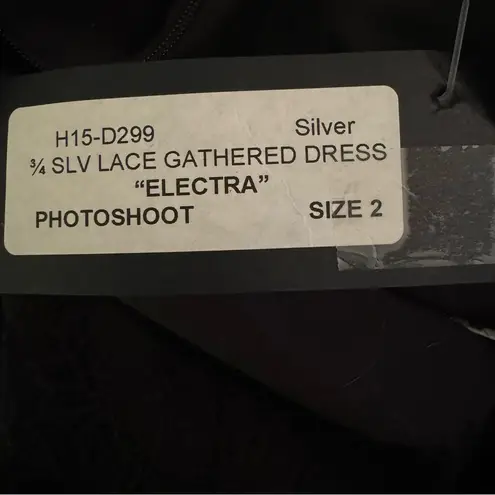 H15-D299 Silver
¾ SLV LACE GATHERED DRESS
“ELECTRA”
PHOTOSHOOT SIZE 2